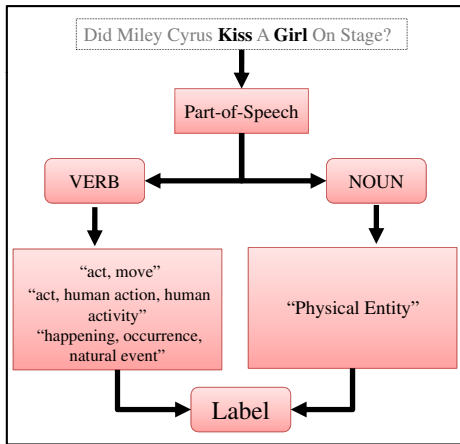 Did Miley Cyrus Kiss A Girl On Stage?
Part-of-Speech
VERB
NOUN
“act, move”
“act, human action, human
activity”
“happening, occurrence,
natural event”
“Physical Entity”
Label